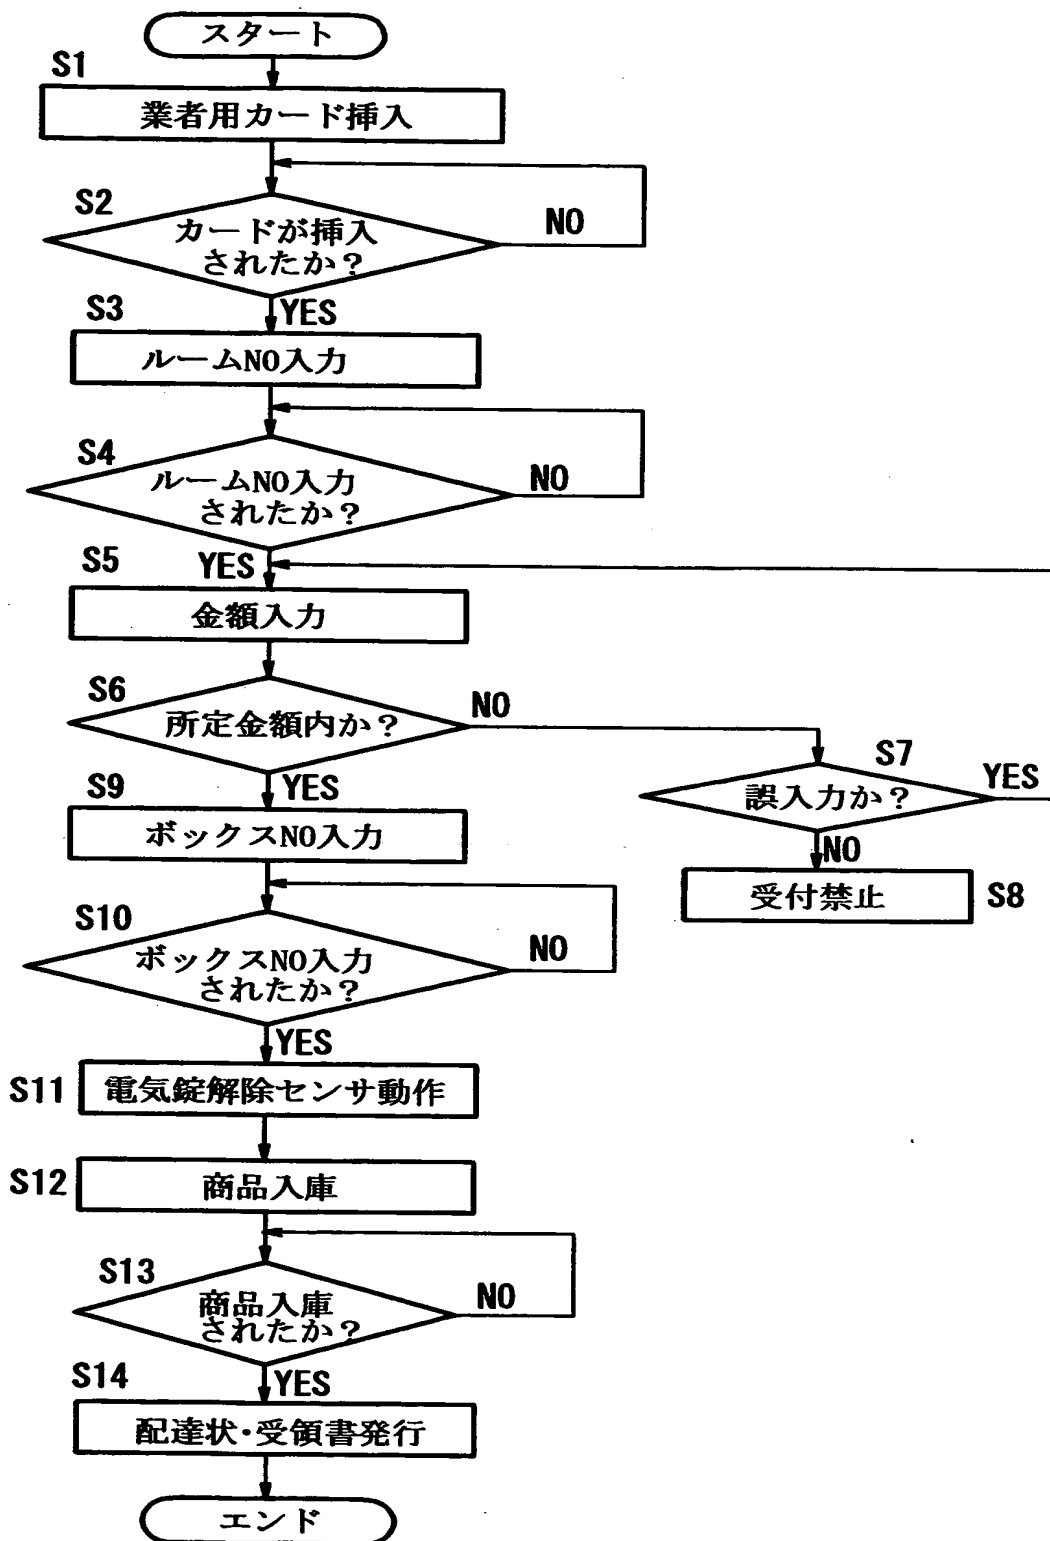 スタート
S1
業者用カード挿入
S2
カードが挿入
されたか？
NO
YES
S3
ルームNO入力
S4
ルームNO入力
されたか？
NO
YES
S5
金額入力
S6
所定金額内か？
NO
YES
S7
誤入力か？
YES
NO
S8
受付禁止
S9
ボックスNO入力
S10
ボックスNO入力
されたか？
NO
YES
S11
電気錠解除センサ動作
S12
商品入庫
S13
商品入庫
されたか？
NO
YES
S14
配達状・受領書発行
エンド